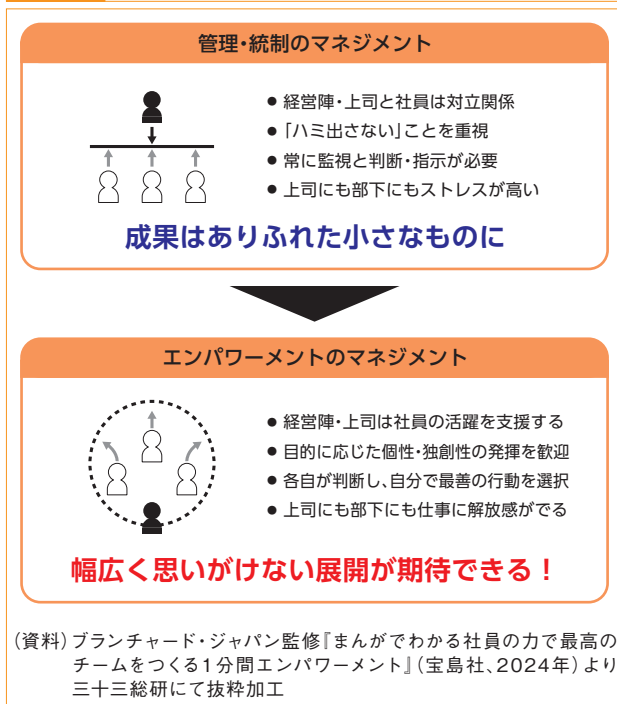 管理・統制のマネジメント
● 経営陣・上司と社員は対立関係
● 「ハミ出さない」ことを重視
● 常に監視と判断・指示が必要
● 上司にも部下にもストレスが高い
成果はありふれた小さなものに
エンパワーメントのマネジメント
● 経営陣・上司は社員の活躍を支援する
● 目的に応じた個性・独創性の発揮を歓迎
● 各自が判断し、自分で最善の行動を選択
● 上司にも部下にも仕事に解放感がでる
幅広く思いがけない展開が期待できる！
（資料）ブランチャード・ジャパン監修『まんがでわかる社員の力で最高の
チームをつくる1分間エンパワーメント』（宝島社、2024年）より
三十三総研にて抜粋加工